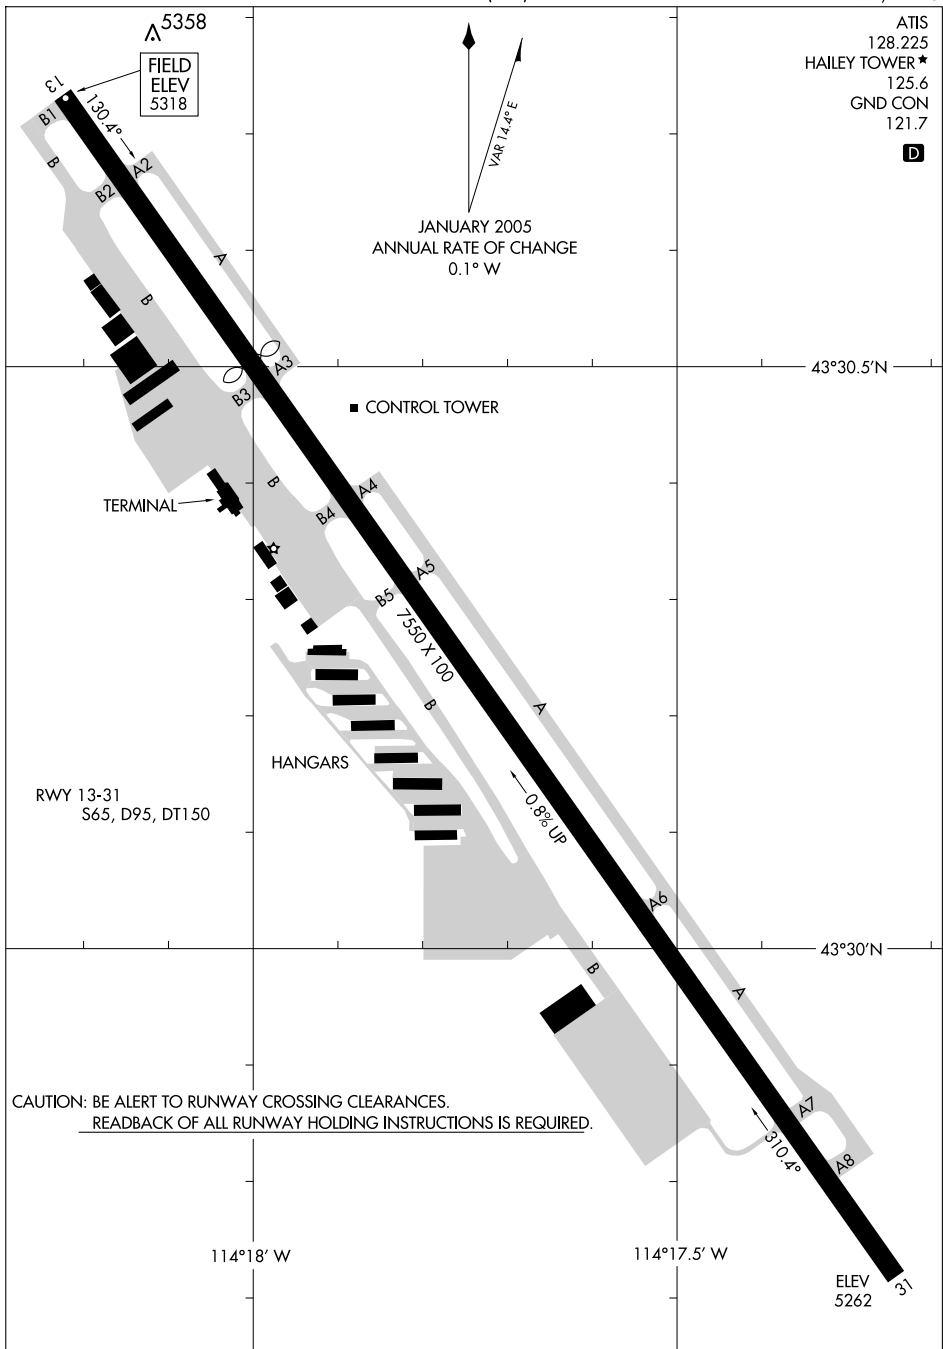 5358
ATIS
128.225
HAILEY TOWER★
125.6
GND CON
121.7
D
FIELD
ELEV
5318
13
130.4°
VAR 14.4° E
JANUARY 2005
ANNUAL RATE OF CHANGE
0.1° W
B1
B
B2
A2
A
B
43°30.5'N
A3
B3
CONTROL TOWER
B
A4
TERMINAL
B4
A5
B5
7550 X 100
B
A
HANGARS
RWY 13-31
S65, D95, DT150
0.8% UP
A6
43°30'N
B
A
CAUTION: BE ALERT TO RUNWAY CROSSING CLEARANCES.
READBACK OF ALL RUNWAY HOLDING INSTRUCTIONS IS REQUIRED.
A7
310.4°
A8
114°18' W
114°17.5' W
ELEV
5262
31